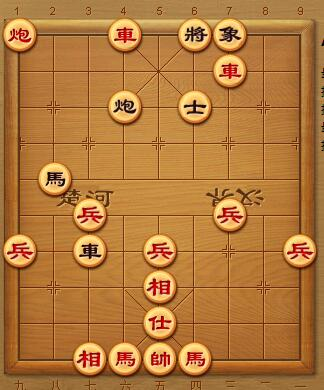 1 2 3 4 5 6 7 8 9
炮 車 將 象
車
炮 士
馬
楚河 汉界
兵 兵
兵 車 兵 兵
相
仕
相 馬 帥 馬
九 八 七 六 五 四 三 二 一